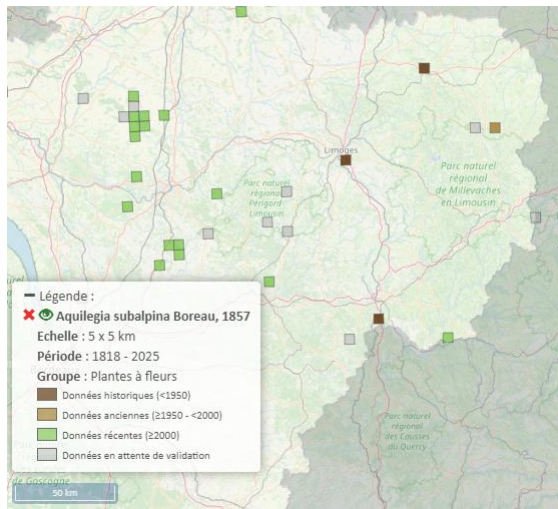 Limoges
Parc naturel
régional
de Millevaches
en Limousin
Parc naturel
régional
Périgord
Limousin
Légende :
Aquilegia subalpina Boreau, 1857
Echelle : 5 x 5 km
Période : 1818 - 2025
Groupe : Plantes à fleurs
Données historiques (<1950)
Données anciennes (≥1950 - <2000)
Données récentes (≥2000)
Données en attente de validation
Parc naturel
régional
des Causses
du Quercy
de Gascogne
50 km